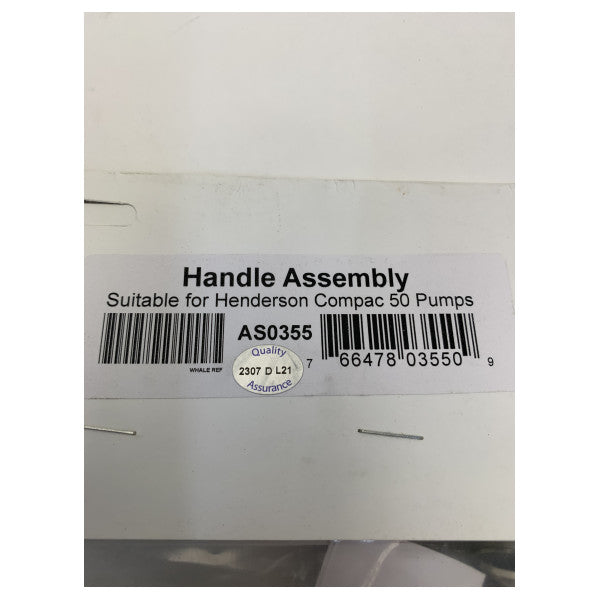 Handle Assembly
Suitable for Henderson Compac 50 Pumps
AS0355
WHALE REF
Quality
2307 D L21
Assurance
7 66478 03550 9